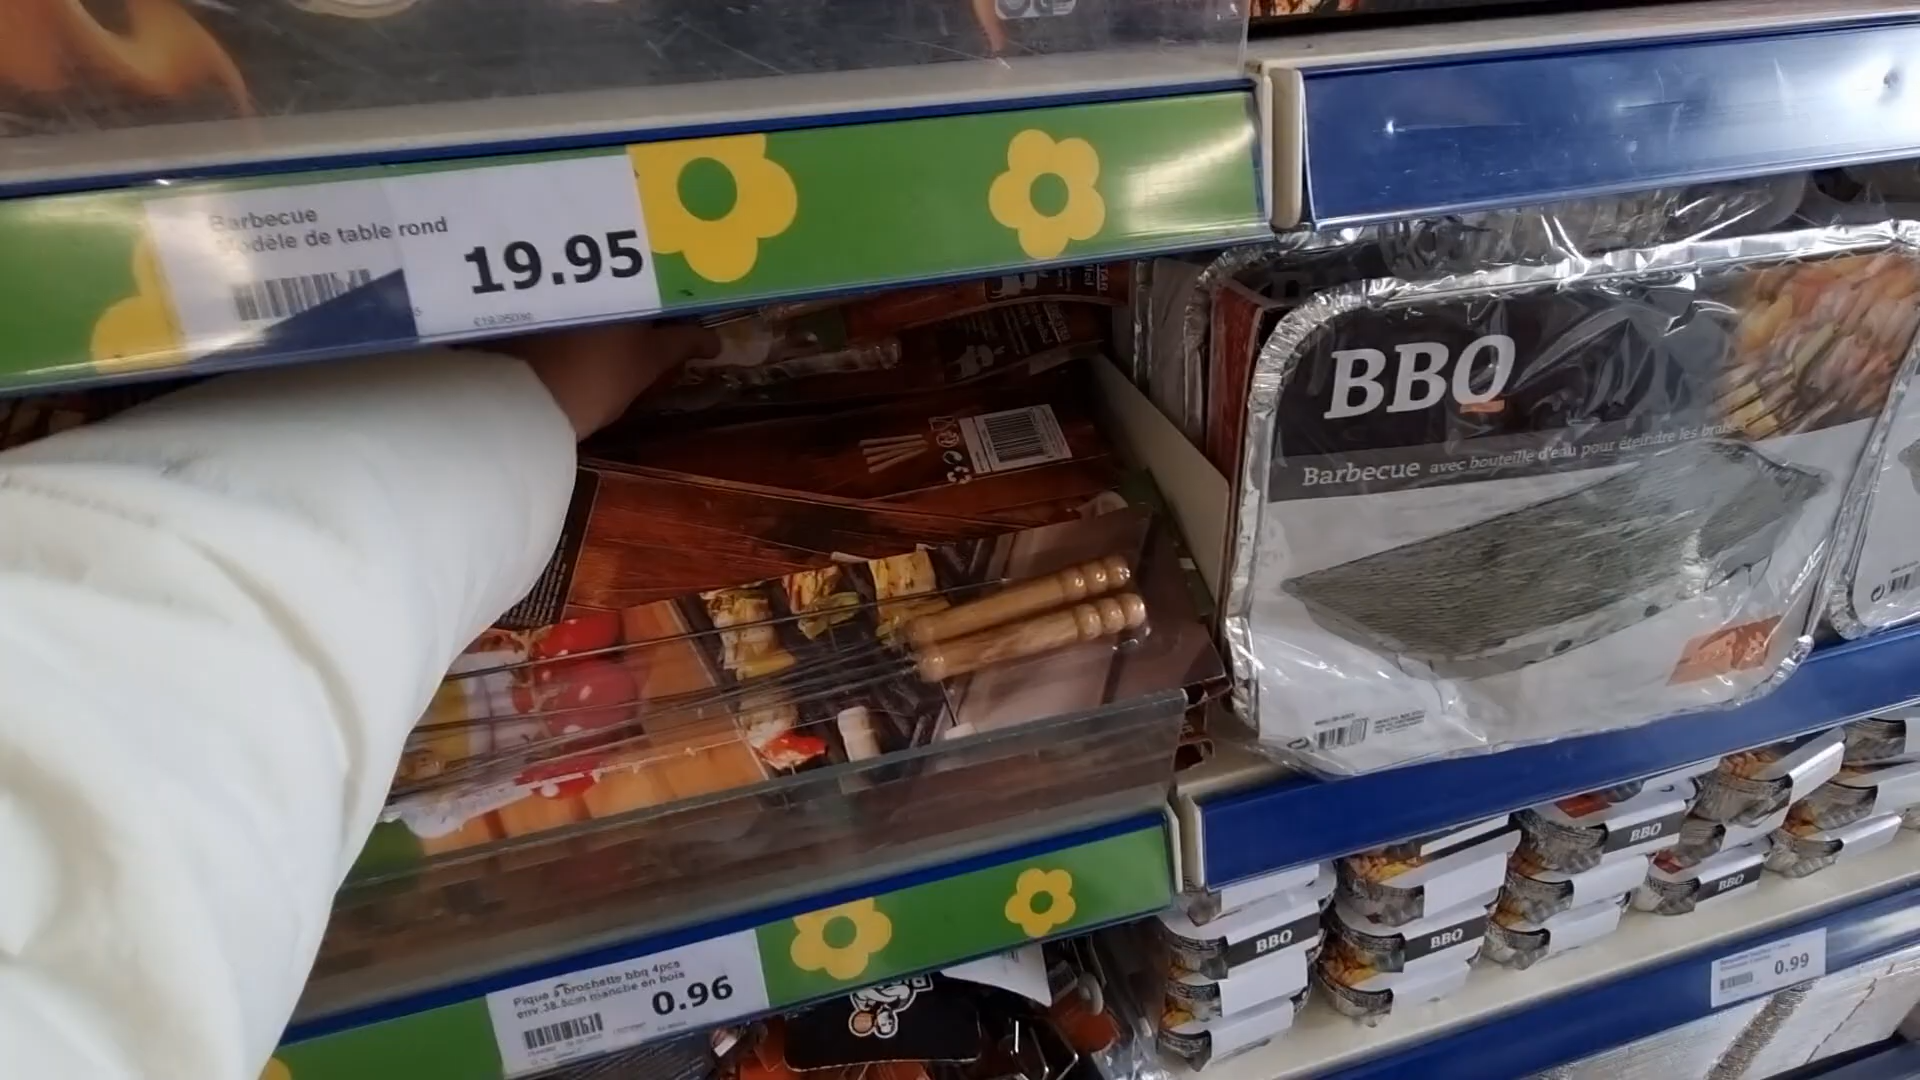 Barbecue
Modèle de table rond
19.95
BBQ
Barbecue avec bouteille d'eau pour éteindre les braises
Pique à brochette bbq 4pcs
env.38.5cm manche en bois
0.96
BBQ
BBQ
BBQ
BBQ
0.99